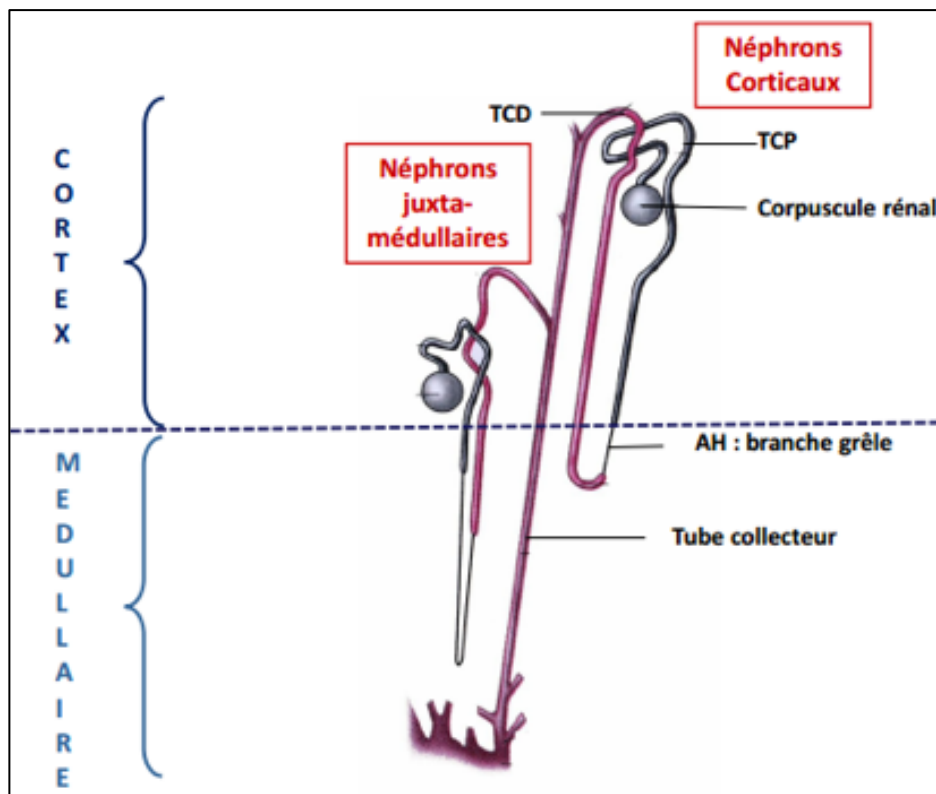 Néphrons
Corticaux
TCD
TCP
Néphrons
juxta-
médullaires
Corpuscule rénal
C
O
R
T
E
X
AH : branche grêle
Tube collecteur
M
E
D
U
L
L
A
I
R
E